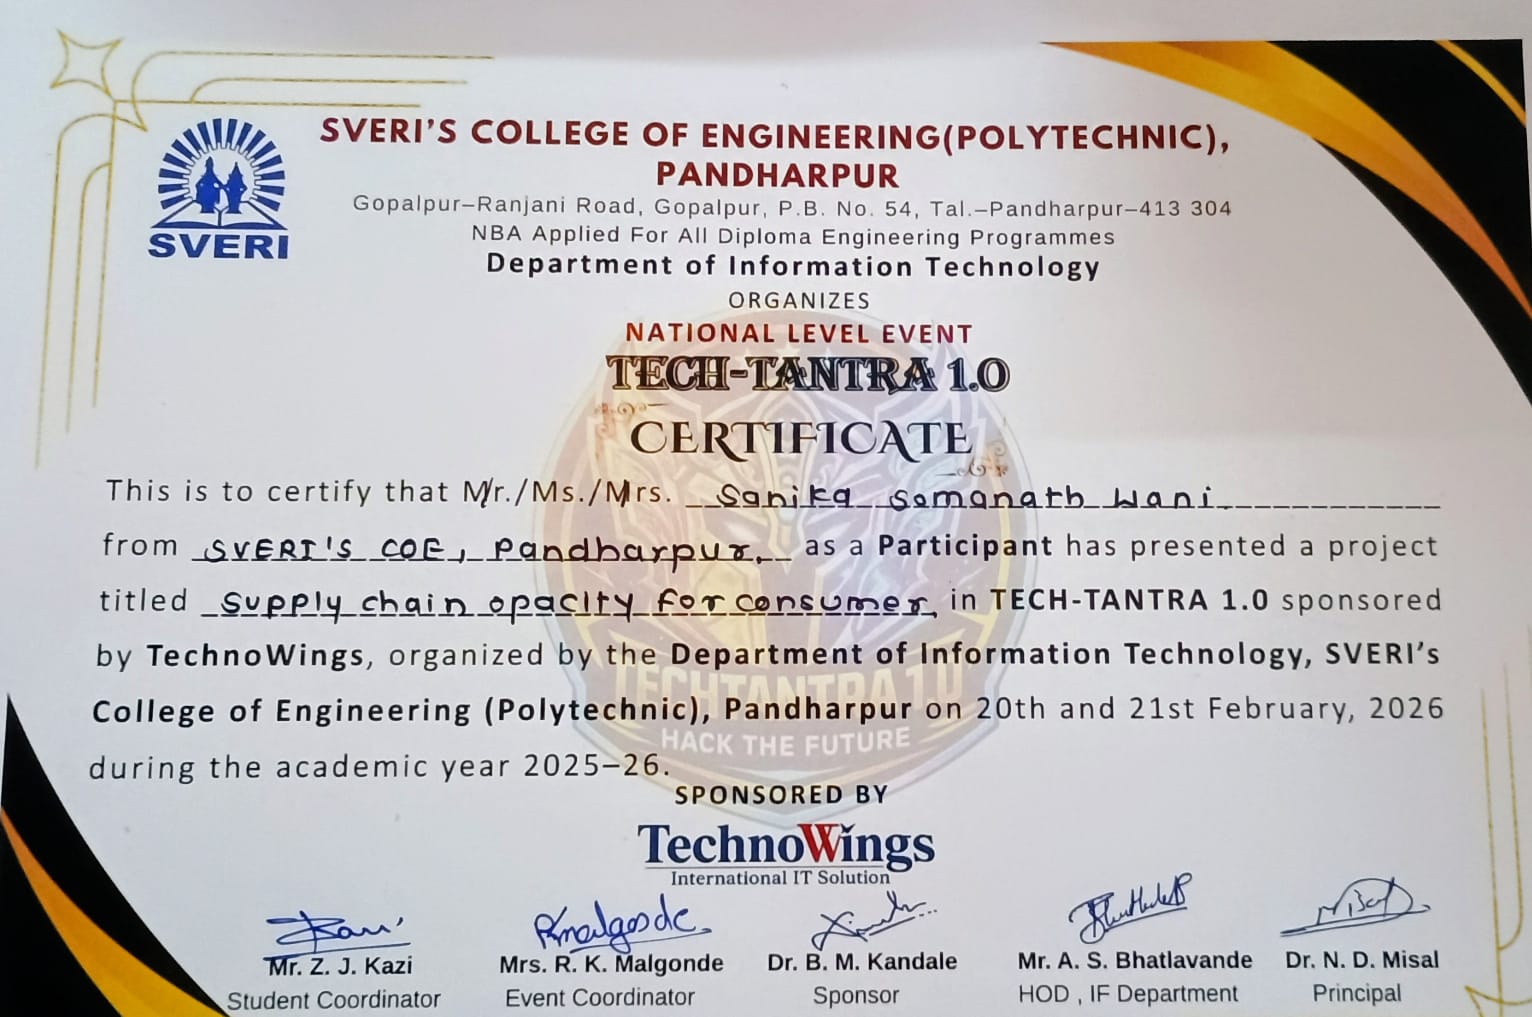 SVERI
SVERI'S COLLEGE OF ENGINEERING(POLYTECHNIC),
PANDHARPUR
Gopalpur–Ranjani Road, Gopalpur, P.B. No. 54, Tal.–Pandharpur–413 304
NBA Applied For All Diploma Engineering Programmes
Department of Information Technology
ORGANIZES
NATIONAL LEVEL EVENT
TECH-TANTRA 1.0
CERTIFICATE
This is to certify that Mr./Ms./Mrs. Sanika Somanath Wani
from SVERI'S COE, Pandharpur. as a Participant has presented a project
titled Supply chain opacity for consumer, in TECH-TANTRA 1.0 sponsored
by TechnoWings, organized by the Department of Information Technology, SVERI's
TECHTANTRA 1.0
College of Engineering (Polytechnic), Pandharpur on 20th and 21st February, 2026
HACK THE FUTURE
during the academic year 2025–26.
SPONSORED BY
TechnoWings
International IT Solution
Malgonde
Misal
Mr. Z. J. Kazi Mrs. R. K. Malgonde Dr. B. M. Kandale Mr. A. S. Bhatlavande Dr. N. D. Misal
Student Coordinator Event Coordinator Sponsor HOD , IF Department Principal